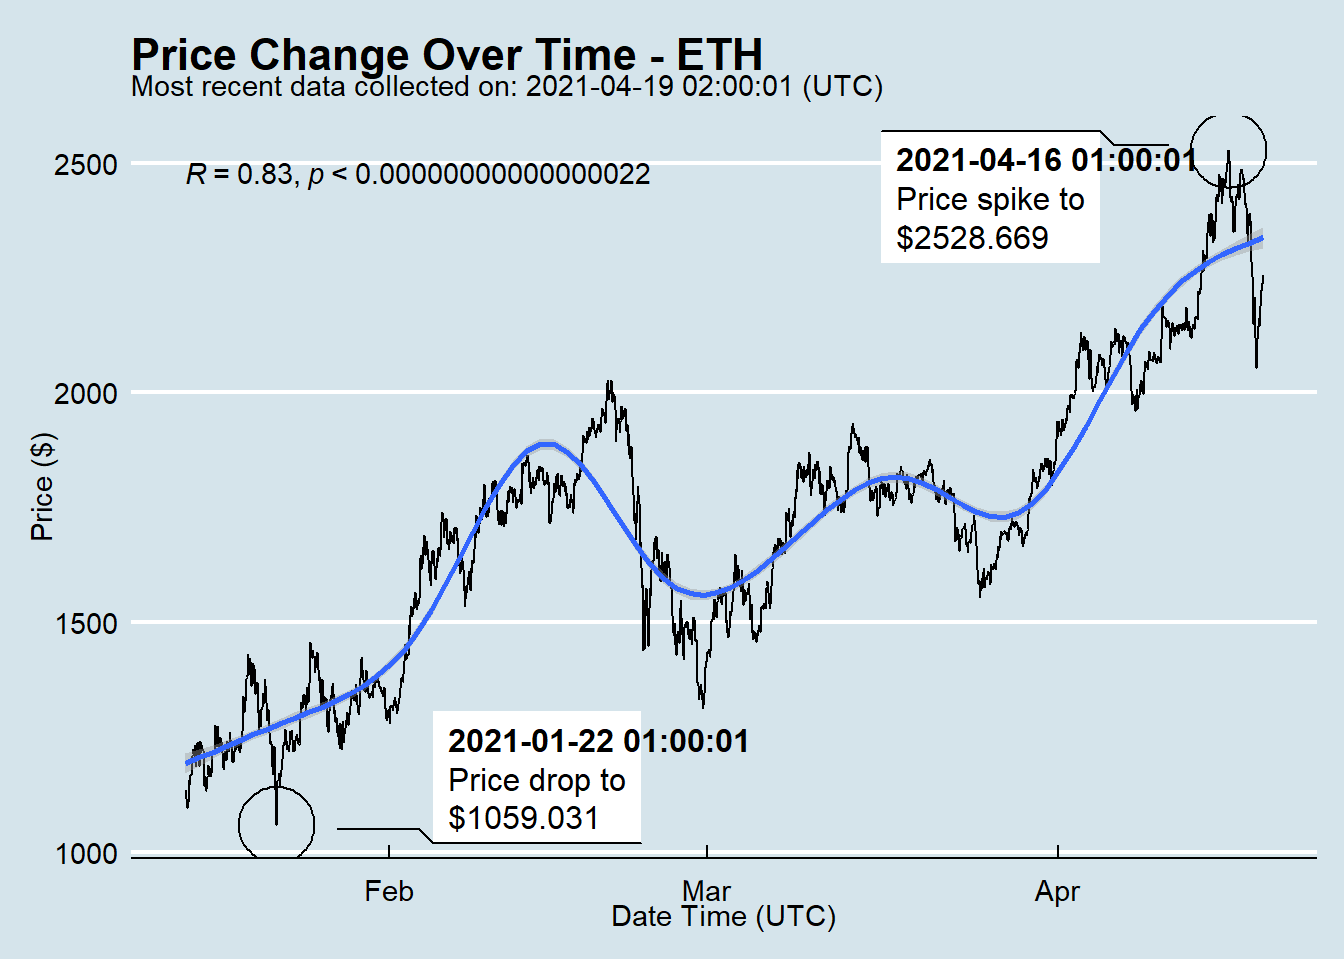 Price Change Over Time - ETH
Most recent data collected on: 2021-04-19 02:00:01 (UTC)
R = 0.83, p < 0.00000000000000022
2021-04-16 01:00:01
Price spike to
$2528.669
2500
2000
1500
1000
Price ($)
2021-01-22 01:00:01
Price drop to
$1059.031
Feb
Mar
Apr
Date Time (UTC)